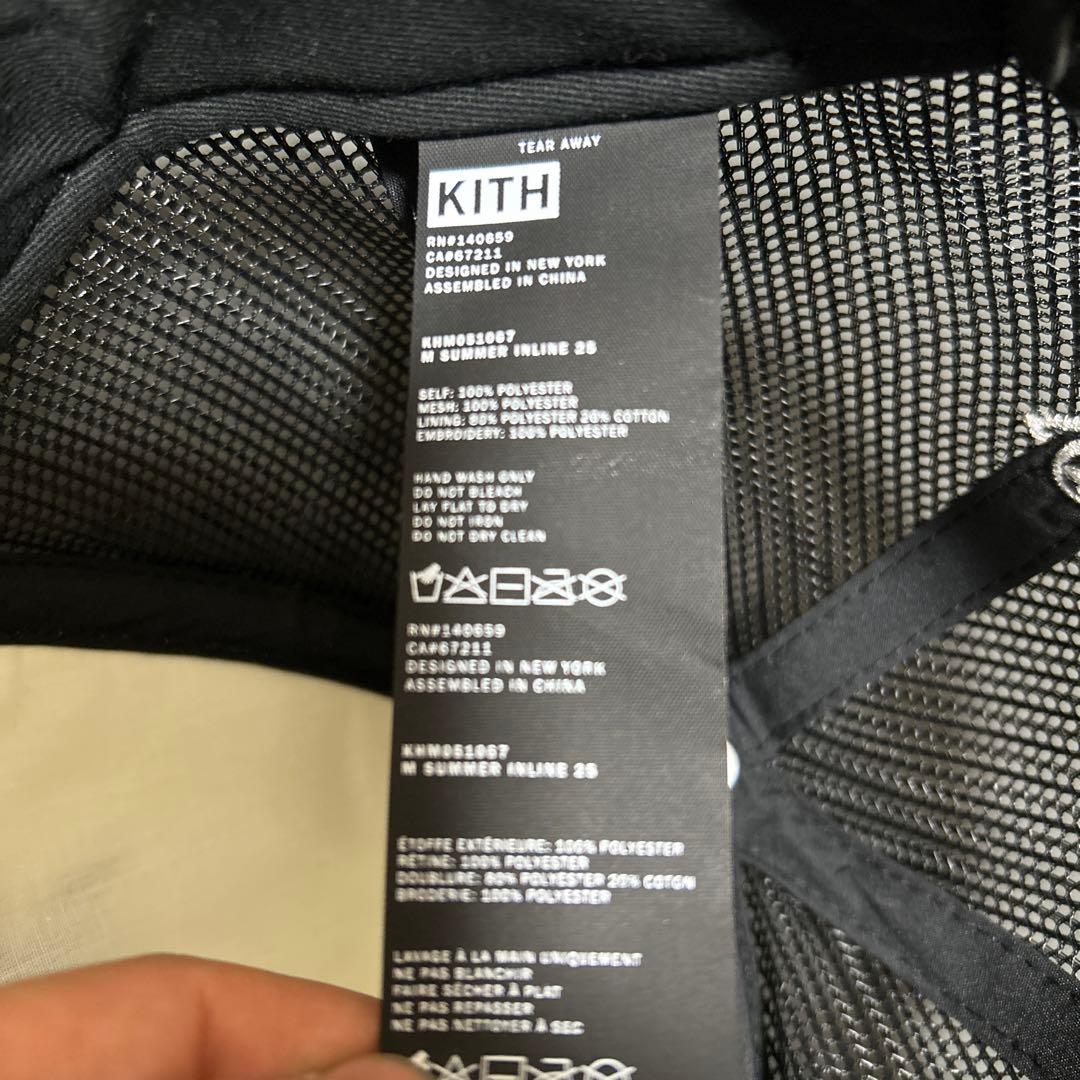 TEAR AWAY
KITH
RN#140659
CA#67211
DESIGNED IN NEW YORK
ASSEMBLED IN CHINA
KHM051067
M SUMMER INLINE 25
SELF: 100% POLYESTER
MESH: 100% POLYESTER
LINING: 80% POLYESTER 20% COTTON
EMBROIDERY: 100% POLYESTER
HAND WASH ONLY
DO NOT BLEACH
LAY FLAT TO DRY
DO NOT IRON
DO NOT DRY CLEAN
RN#140659
CA#67211
DESIGNED IN NEW YORK
ASSEMBLED IN CHINA
KHM051067
M SUMMER INLINE 25
ÉTOFFE EXTÉRIEURE: 100% POLYESTER
RÉTINE: 100% POLYESTER
DOUBLURE: 80% POLYESTER 20% COTON
BRODERIE: 100% POLYESTER
LAVAGE À LA MAIN UNIQUEMENT
NE PAS BLANCHIR
FAIRE SÉCHER À PLAT
NE PAS REPASSER
NE PAS NETTOYER À SEC